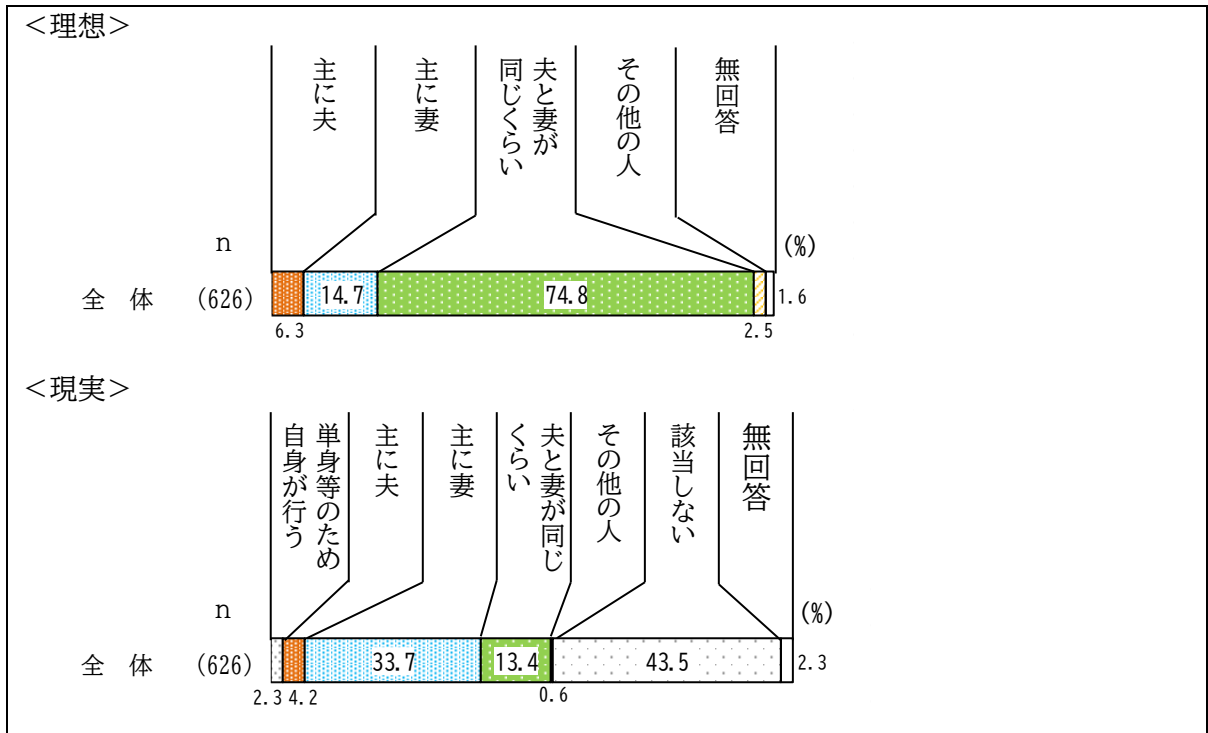 ＜理想＞
主に夫
主に妻
夫と妻が
同じくらい
その他の人
無回答
n
(%)
全　体　(626)
14.7
74.8
1.6
6.3
2.5
＜現実＞
単身等のため
自身が行う
主に夫
主に妻
夫と妻が同じ
くらい
その他の人
該当しない
無回答
n
(%)
全　体　(626)
33.7
13.4
43.5
2.3
2.3
4.2
0.6